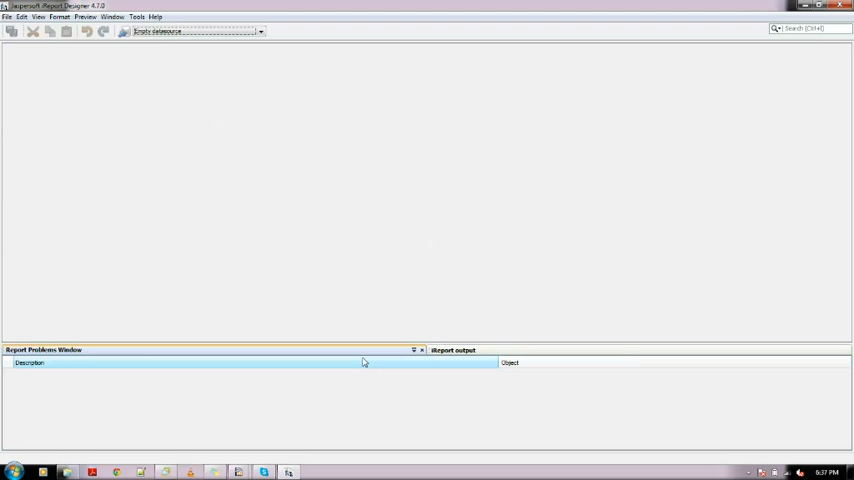 Jaspersoft iReport Designer 4.7.0
File Edit View Format Preview Window Tools Help
Empty datasource
Search (Ctrl+I)
Report Problems Window
iReport output
Description
Object
6:37 PM